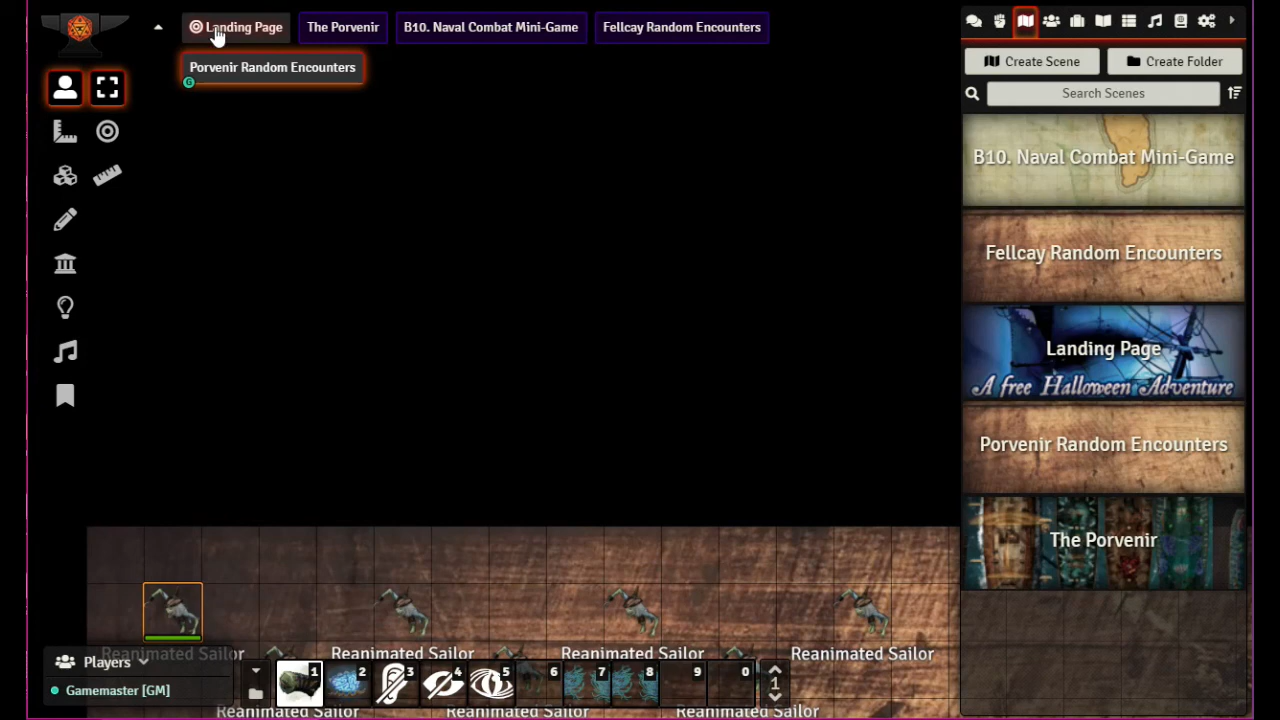 Landing Page
The Porvenir
B10. Naval Combat Mini-Game
Fellcay Random Encounters
Porvenir Random Encounters
G
Create Scene
Create Folder
Search Scenes
B10. Naval Combat Mini-Game
Fellcay Random Encounters
Landing Page
A free Halloween Adventure
Porvenir Random Encounters
The Porvenir
Reanimated Sailor
Reanimated Sailor
Reanimated Sailor
Reanimated Sailor
Players
Gamemaster [GM]
1
2
3
4
5
6
7
8
9
0
1
Reanimated Sailor
Reanimated Sailor
Reanimated Sailor